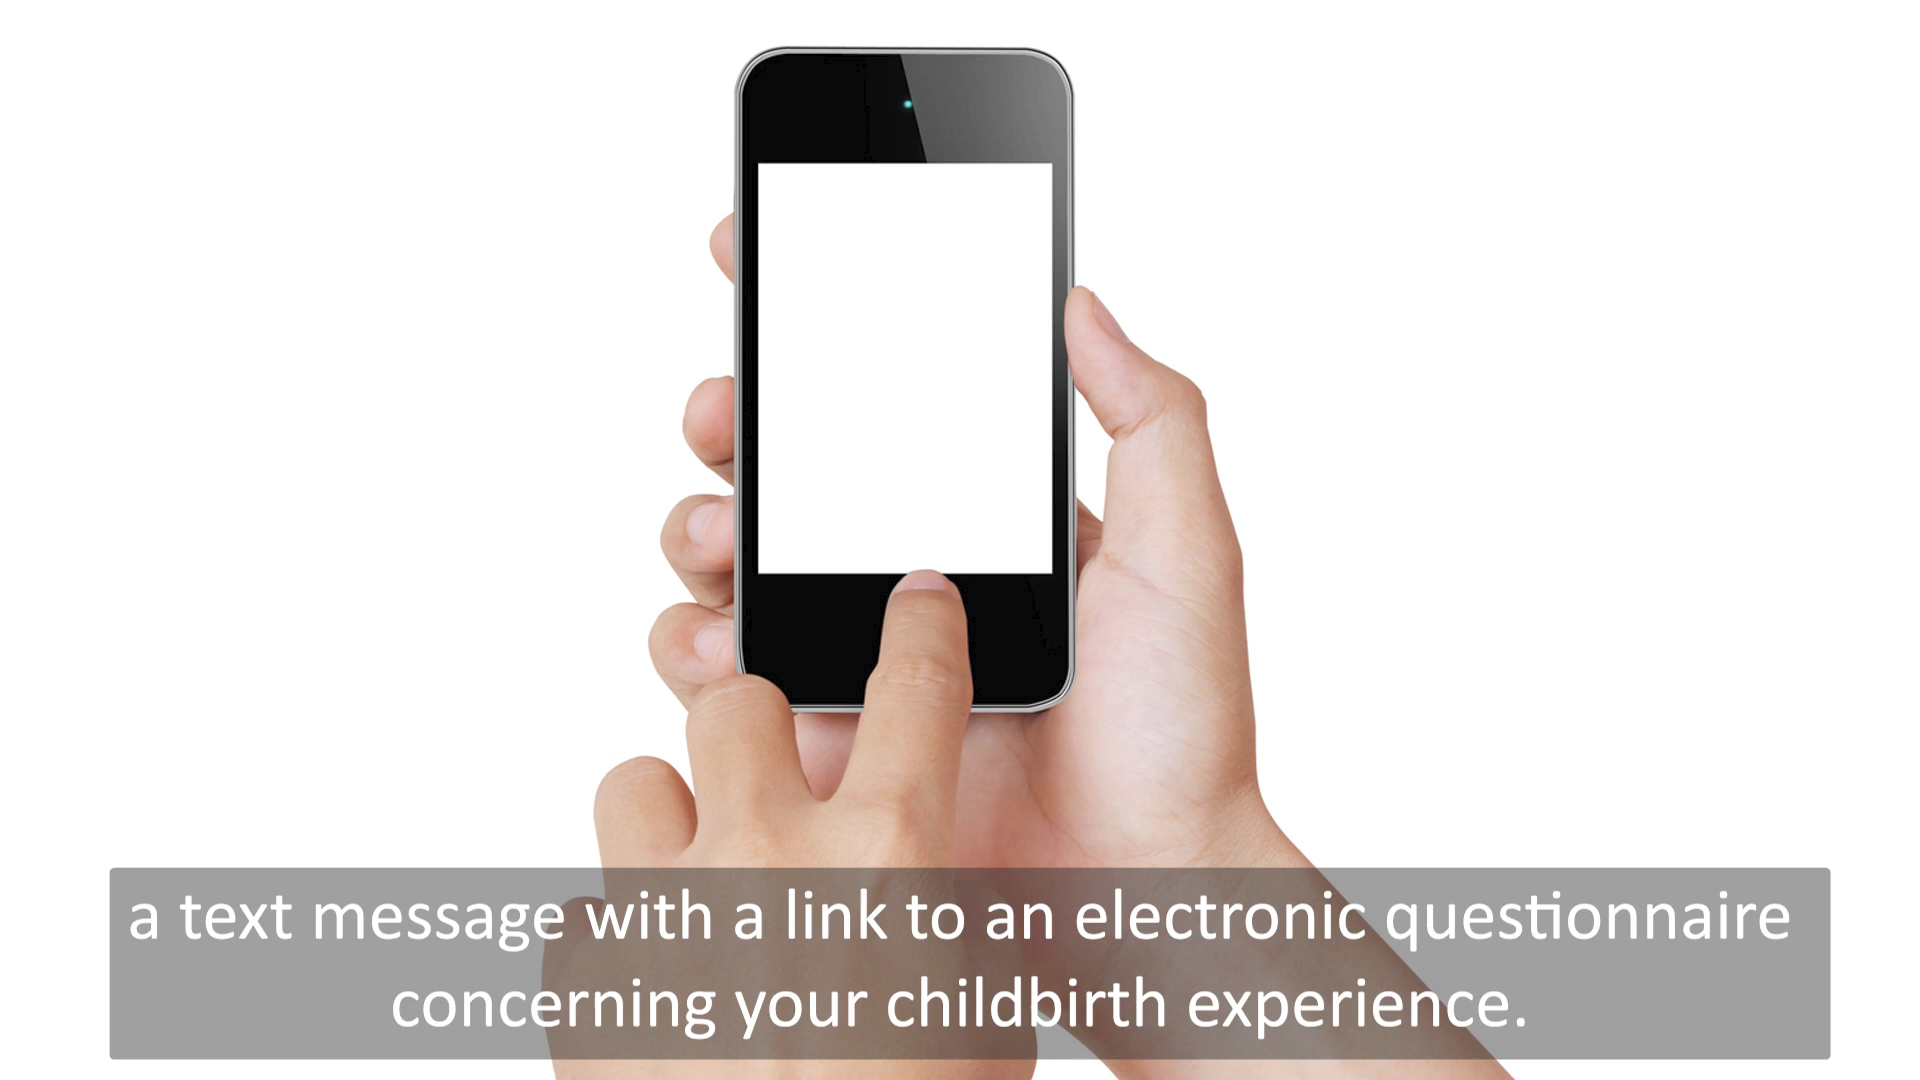 a text message with a link to an electronic questionnaire
concerning your childbirth experience.